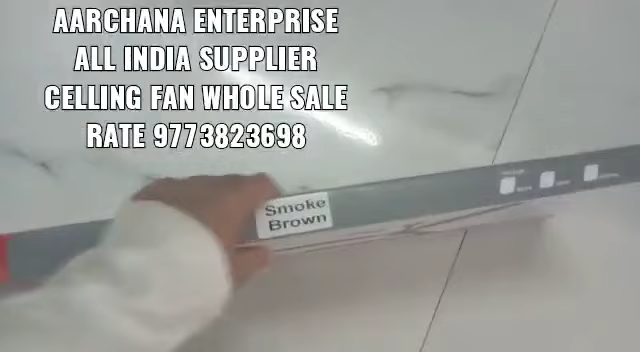 AARCHANA ENTERPRISE
ALL INDIA SUPPLIER
CELLING FAN WHOLE SALE
RATE 9773823698
Smoke
Brown